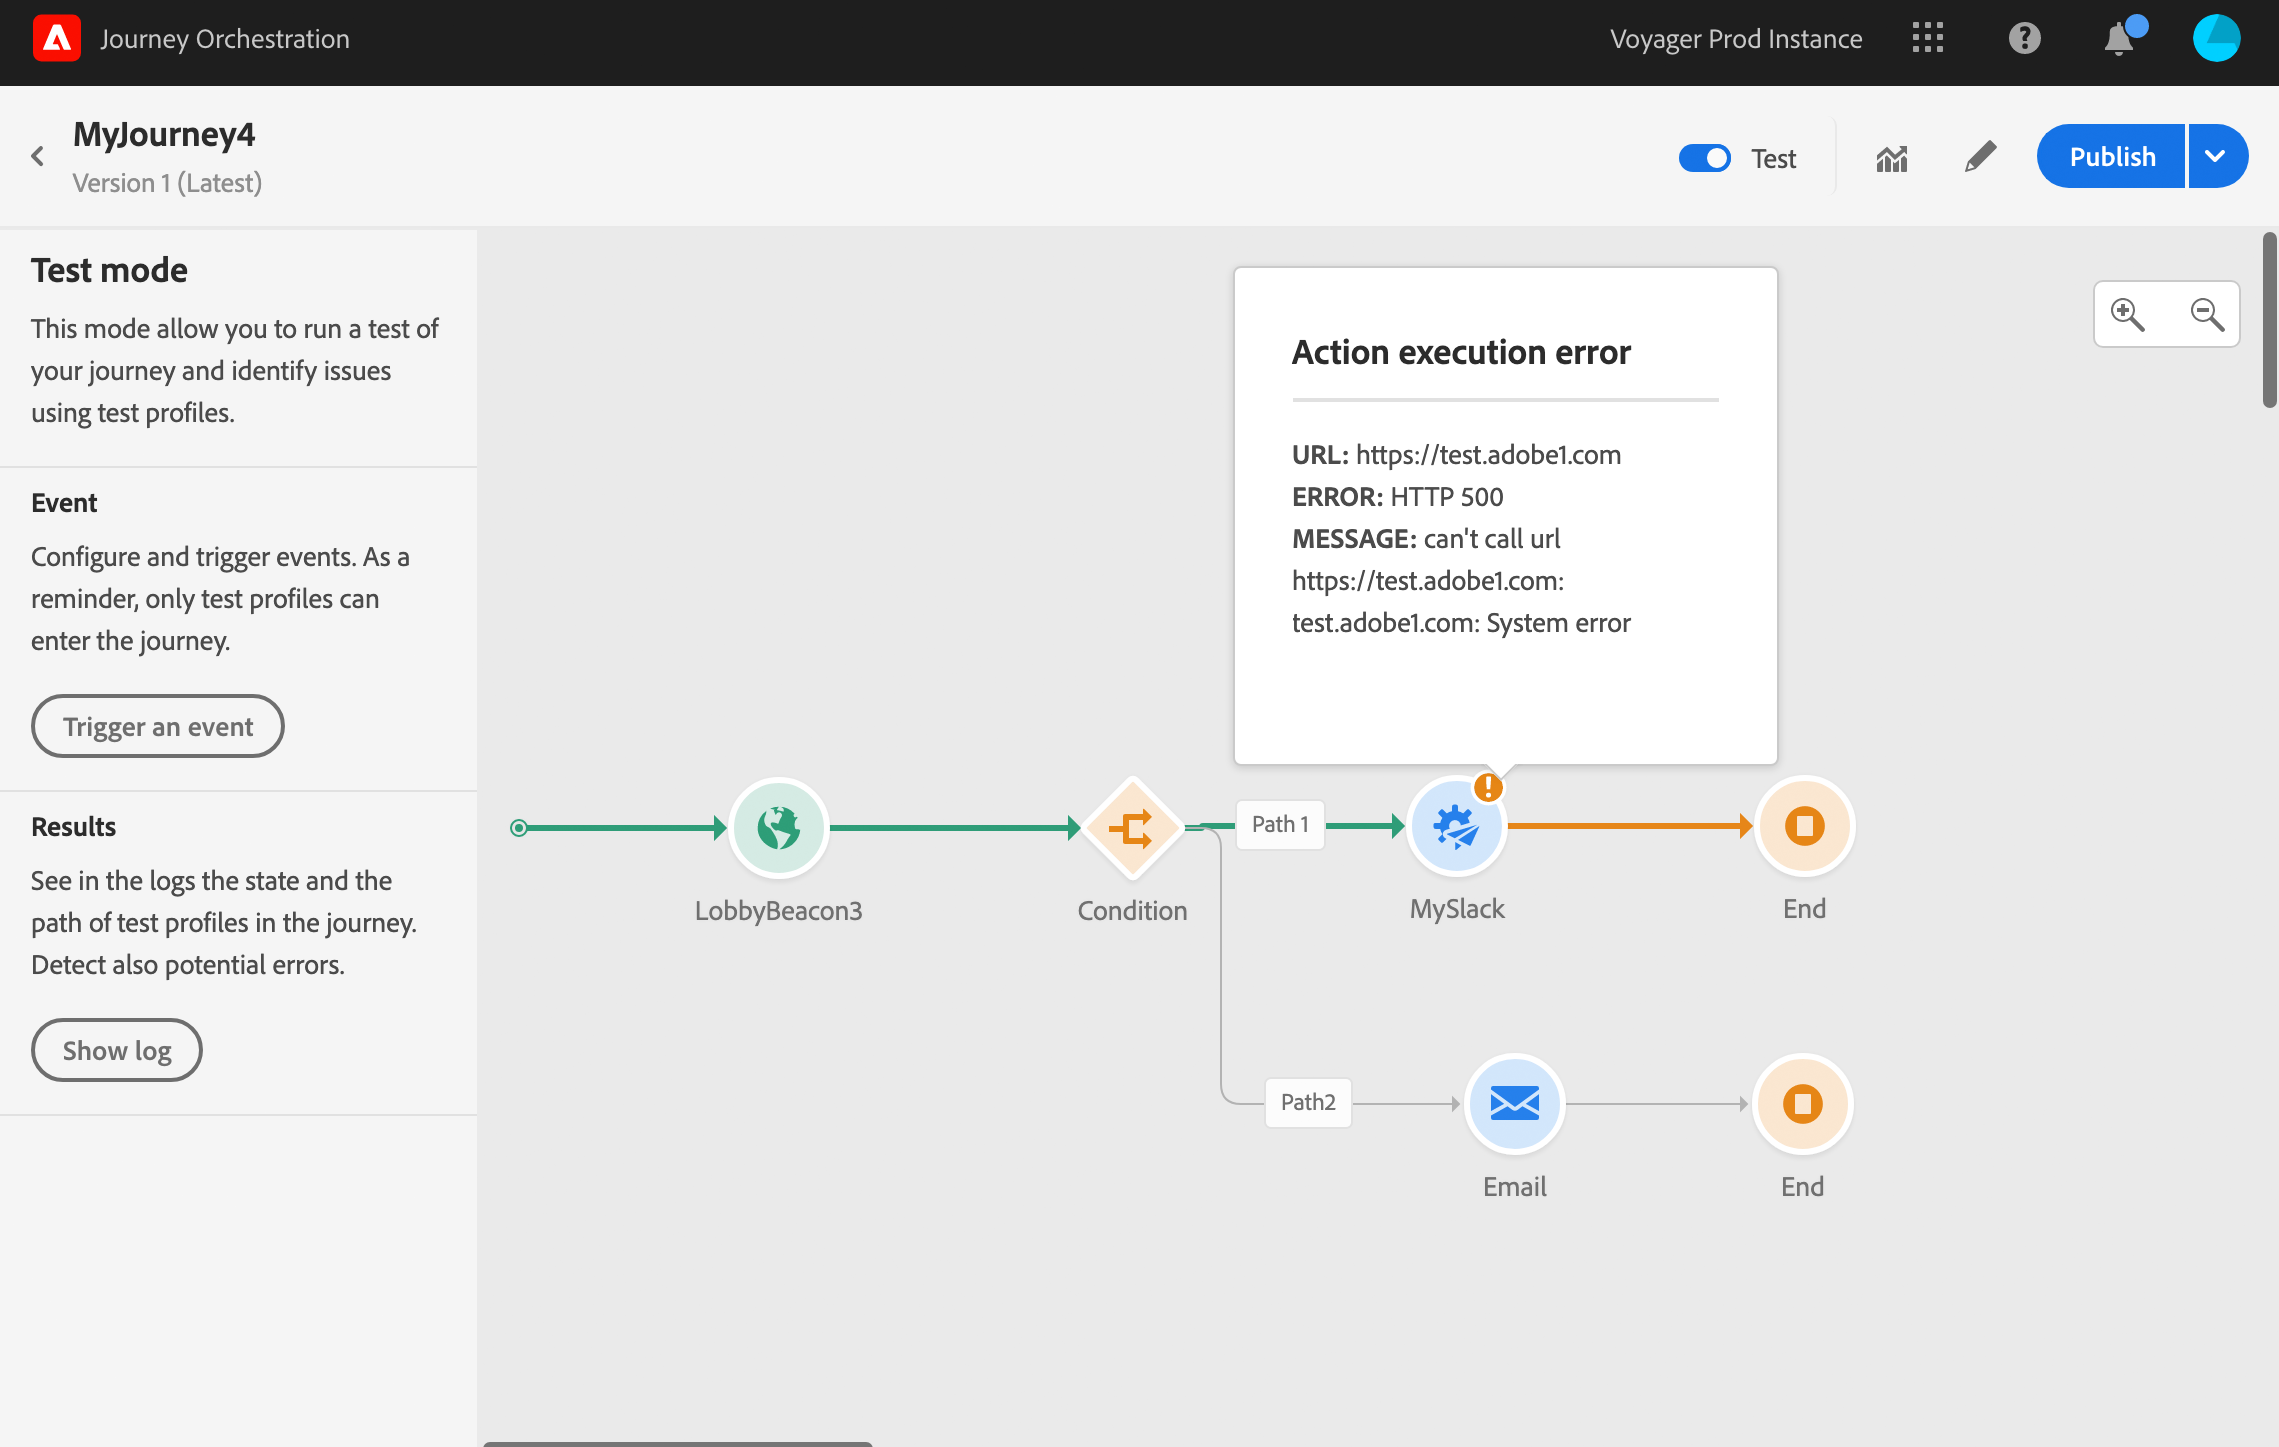 Journey Orchestration
Voyager Prod Instance
MyJourney4
Version 1 (Latest)
Test
Publish
Test mode
This mode allow you to run a test of
your journey and identify issues
using test profiles.
Event
Configure and trigger events. As a
reminder, only test profiles can
enter the journey.
Trigger an event
Results
See in the logs the state and the
path of test profiles in the journey.
Detect also potential errors.
Show log
Action execution error
URL: https://test.adobe1.com
ERROR: HTTP 500
MESSAGE: can't call url
https://test.adobe1.com:
test.adobe1.com: System error
LobbyBeacon3
Condition
Path 1
MySlack
End
Path2
Email
End